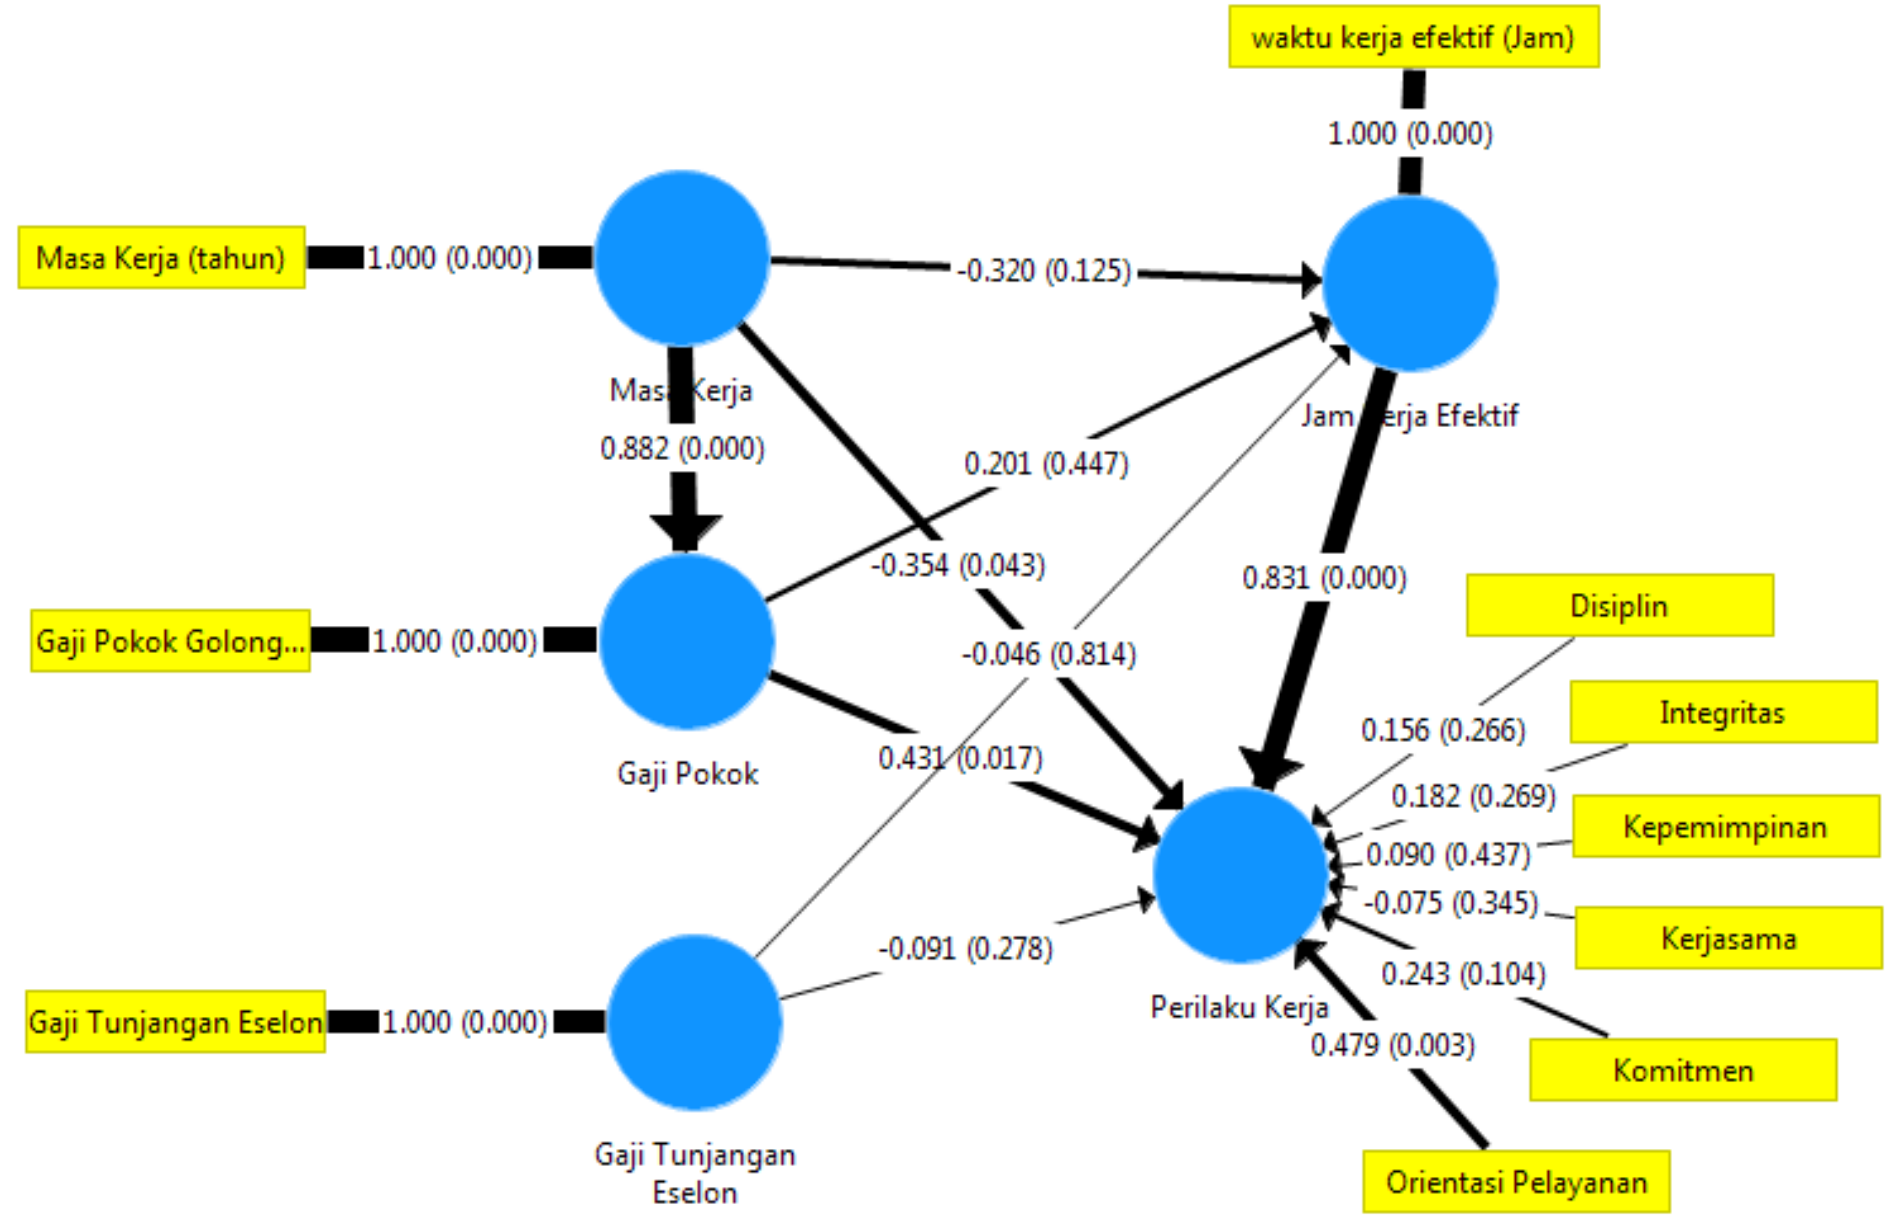 waktu kerja efektif (Jam)
1.000 (0.000)
Masa Kerja (tahun)
1.000 (0.000)
-0.320 (0.125)
Masa Kerja
Jam Kerja Efektif
0.882 (0.000)
0.201 (0.447)
-0.354 (0.043)
0.831 (0.000)
Disiplin
Gaji Pokok Golong...
1.000 (0.000)
-0.046 (0.814)
Integritas
0.156 (0.266)
Gaji Pokok
0.431 (0.017)
0.182 (0.269)
Kepemimpinan
0.090 (0.437)
-0.075 (0.345)
Kerjasama
-0.091 (0.278)
0.243 (0.104)
Perilaku Kerja
Gaji Tunjangan Eselon
1.000 (0.000)
0.479 (0.003)
Komitmen
Gaji Tunjangan
Eselon
Orientasi Pelayanan